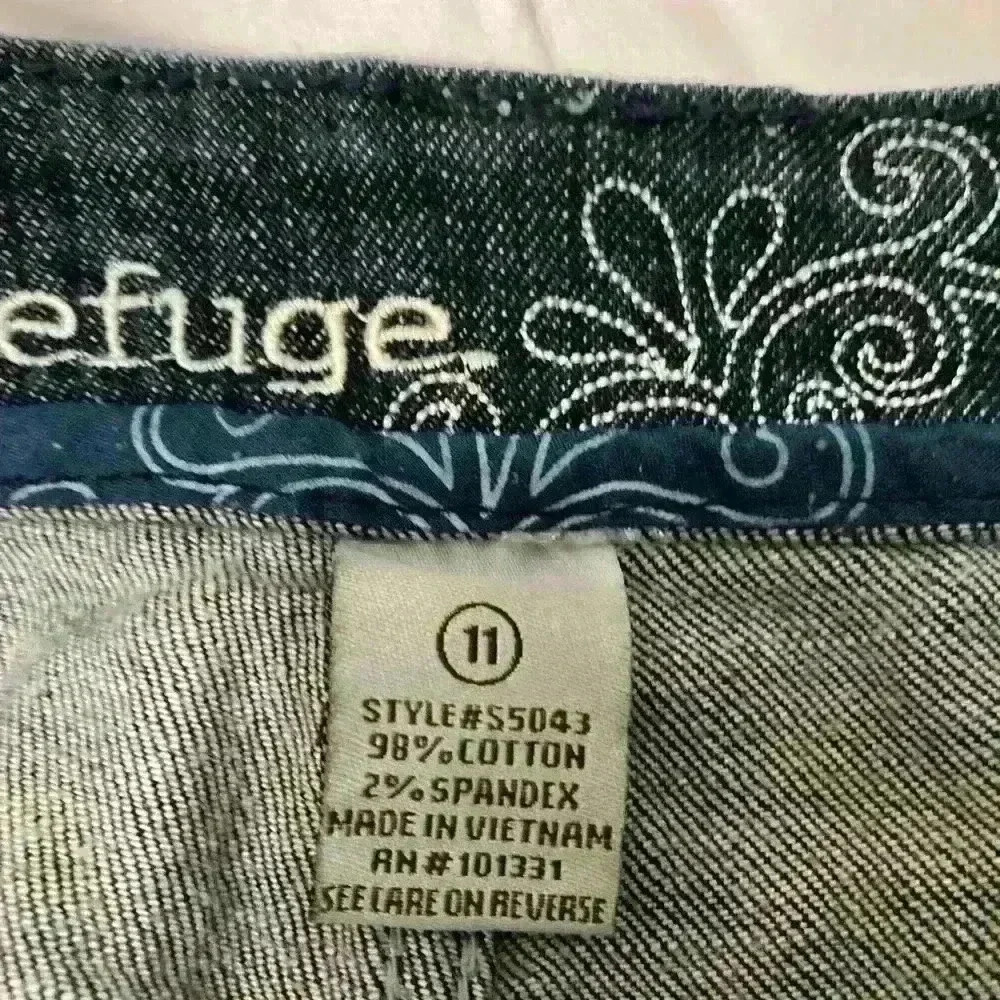 efuge
11
STYLE#S5043
98%COTTON
2%SPANDEX
MADE IN VIETNAM
RN#101331
SEE CARE ON REVERSE